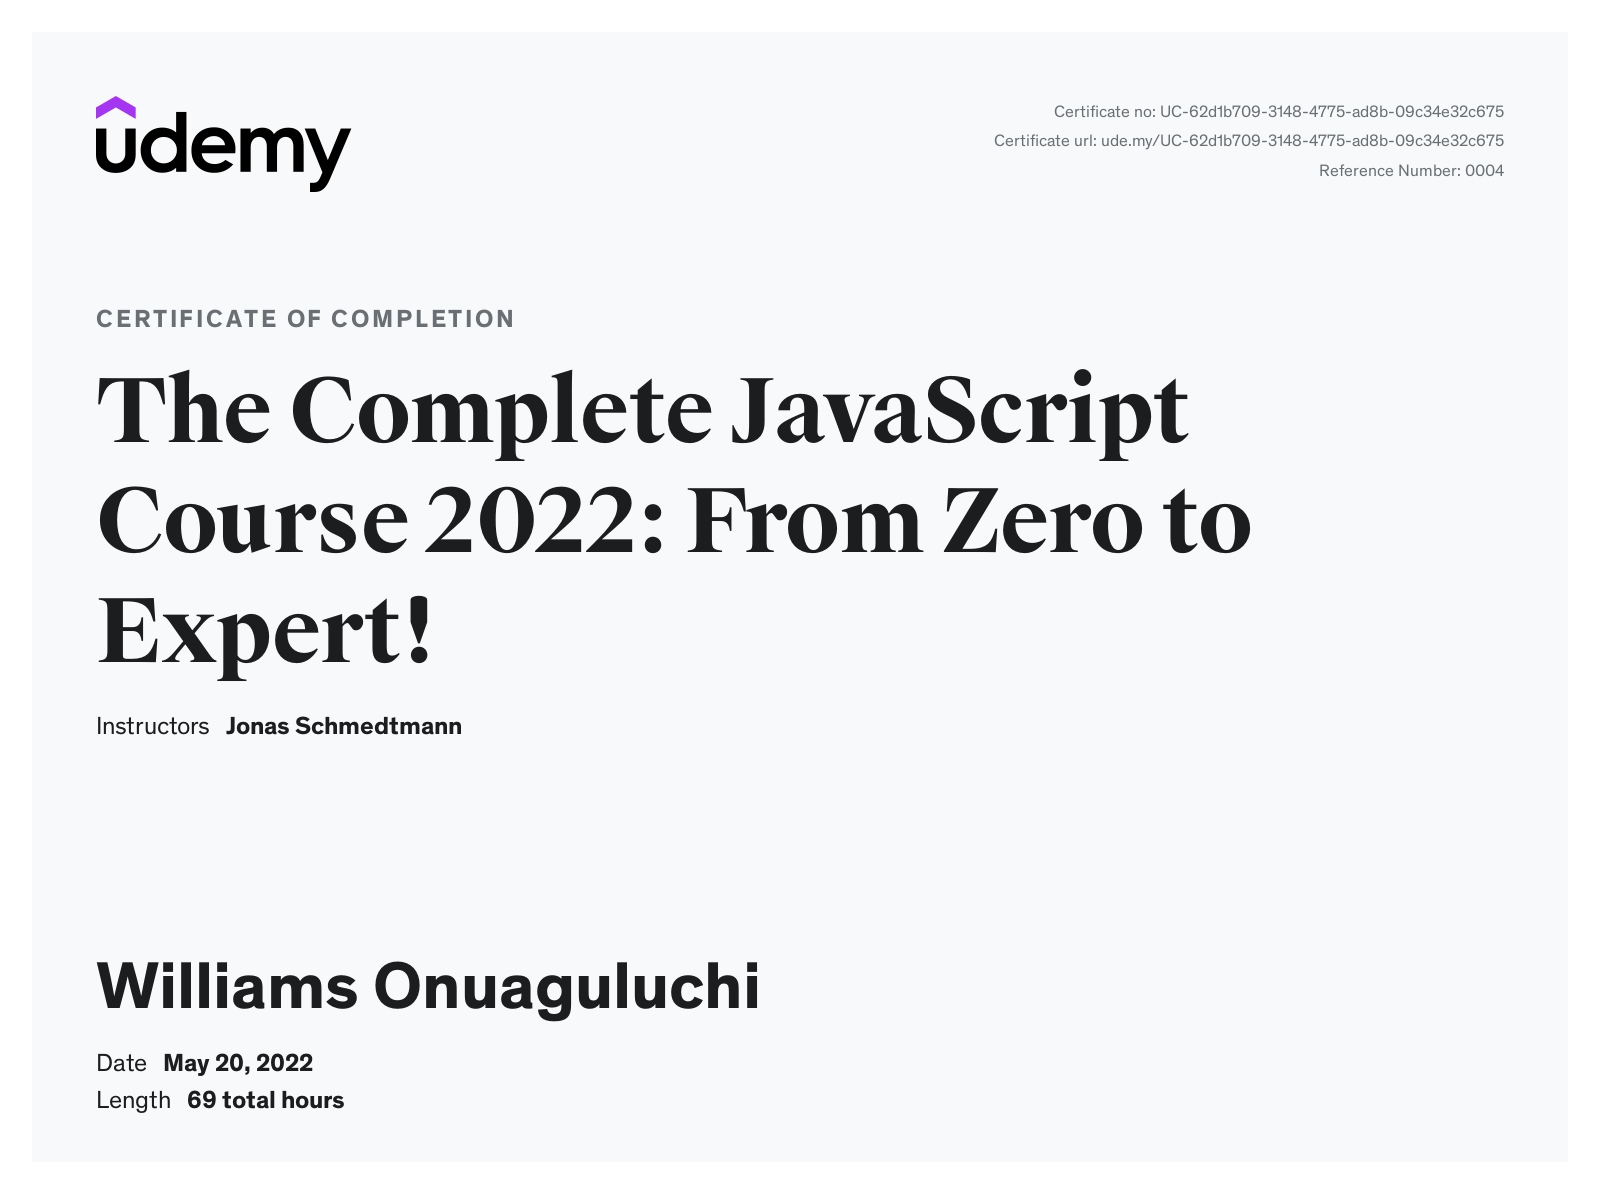 udemy
Certificate no: UC-62d1b709-3148-4775-ad8b-09c34e32c675
Certificate url: ude.my/UC-62d1b709-3148-4775-ad8b-09c34e32c675
Reference Number: 0004
CERTIFICATE OF COMPLETION
The Complete JavaScript
Course 2022: From Zero to
Expert!
Instructors Jonas Schmedtmann
Williams Onuaguluchi
Date May 20, 2022
Length 69 total hours